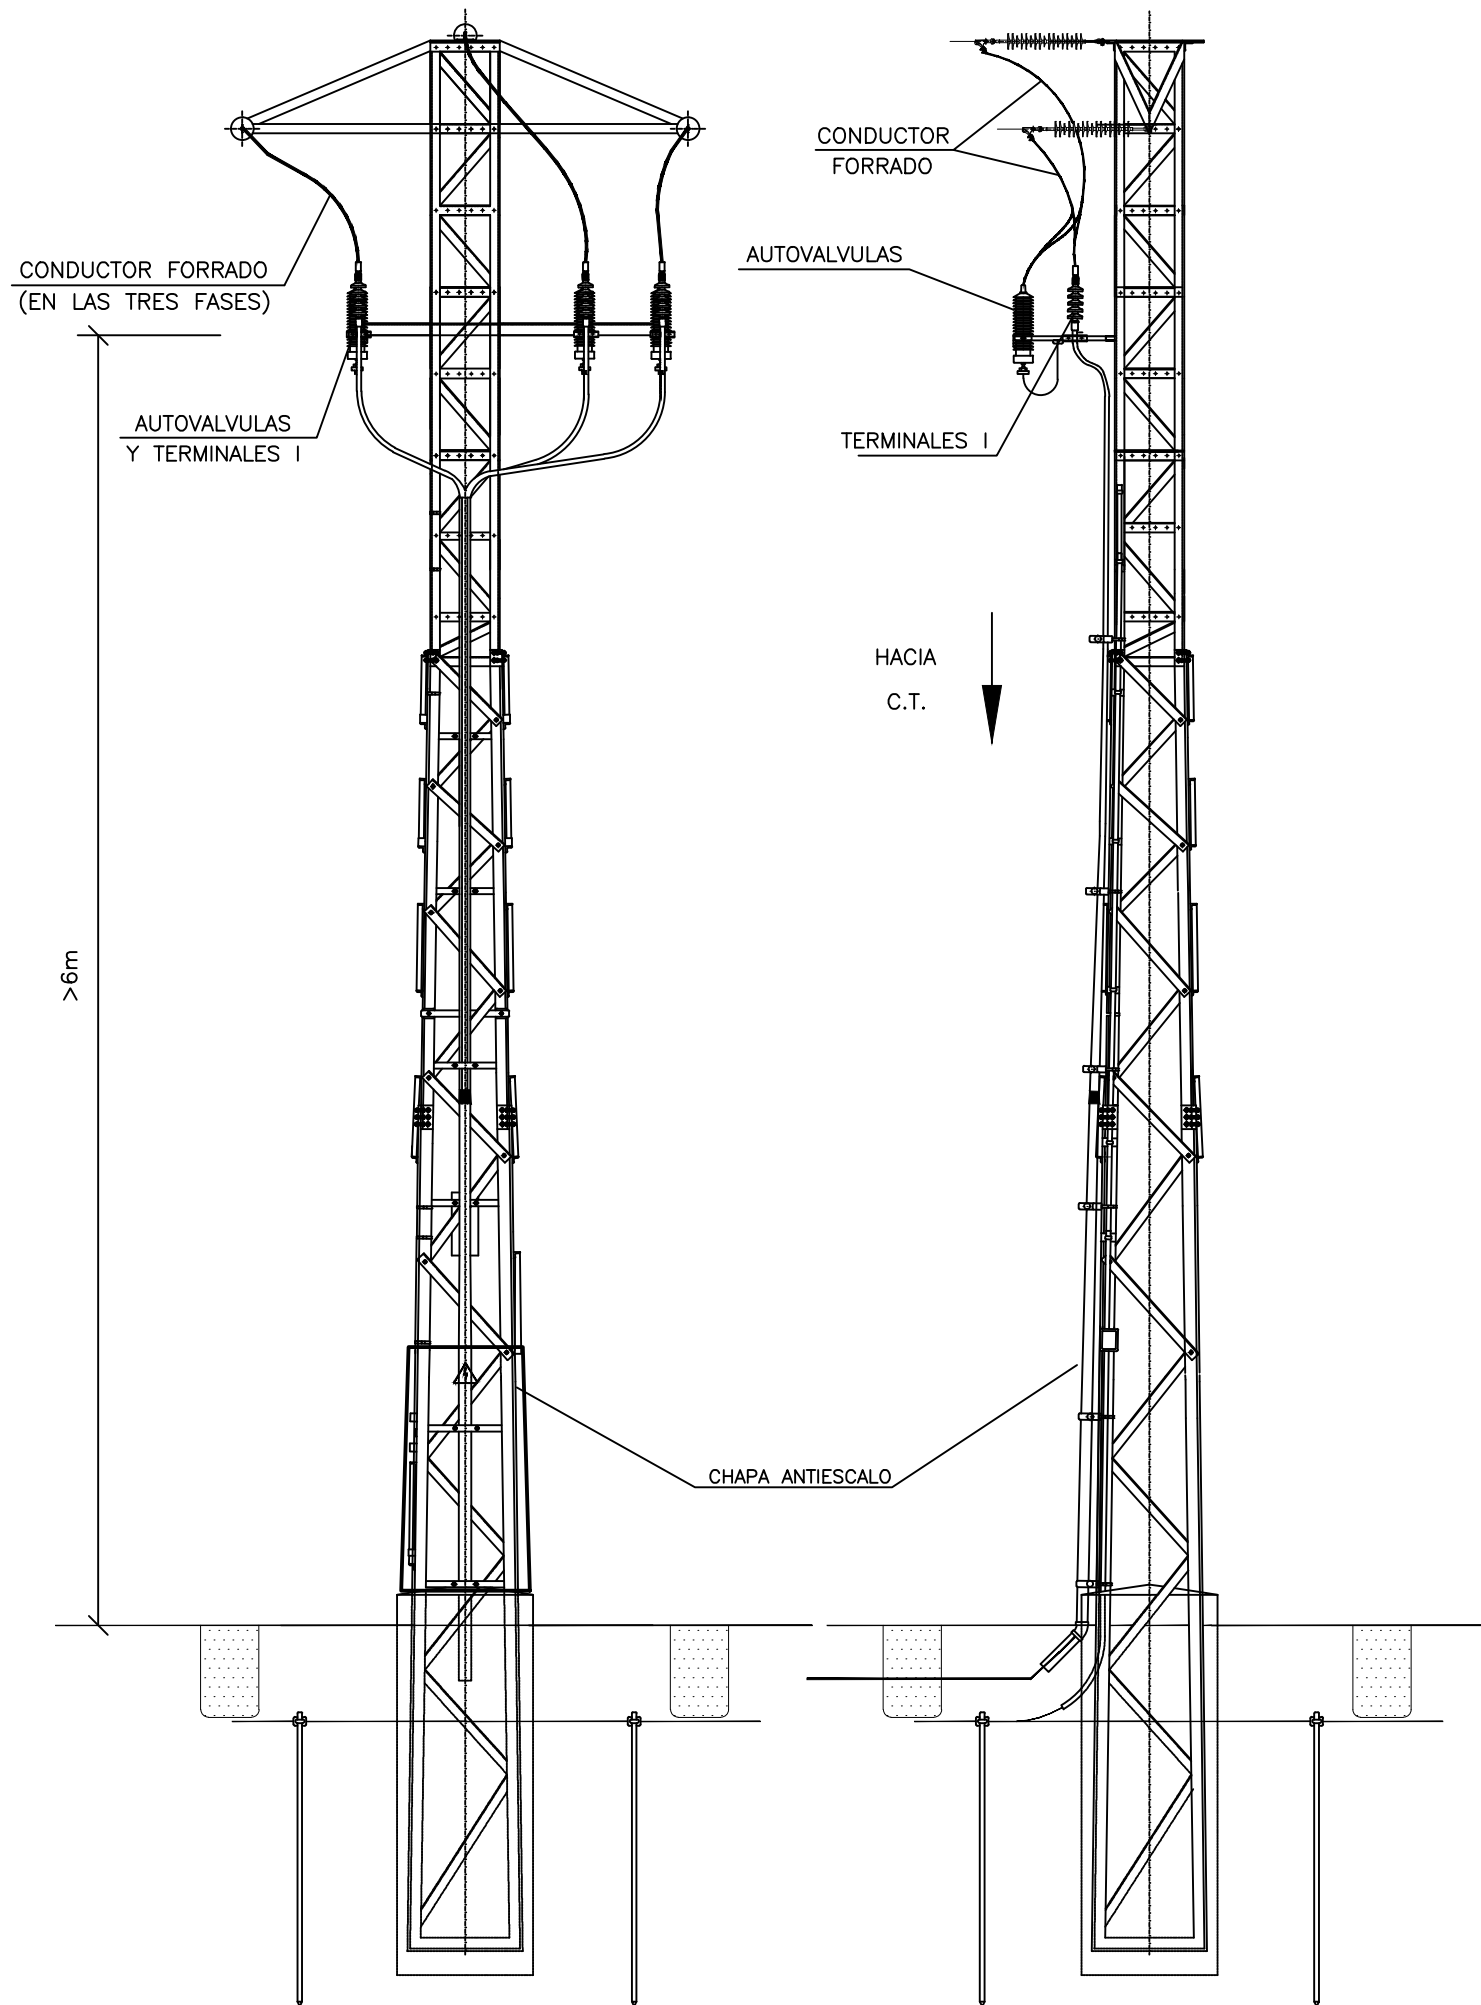 CONDUCTOR
FORRADO
AUTOVALVULAS
CONDUCTOR FORRADO
(EN LAS TRES FASES)
AUTOVALVULAS
Y TERMINALES I
TERMINALES I
HACIA
C.T.
>6m
CHAPA ANTIESCALO